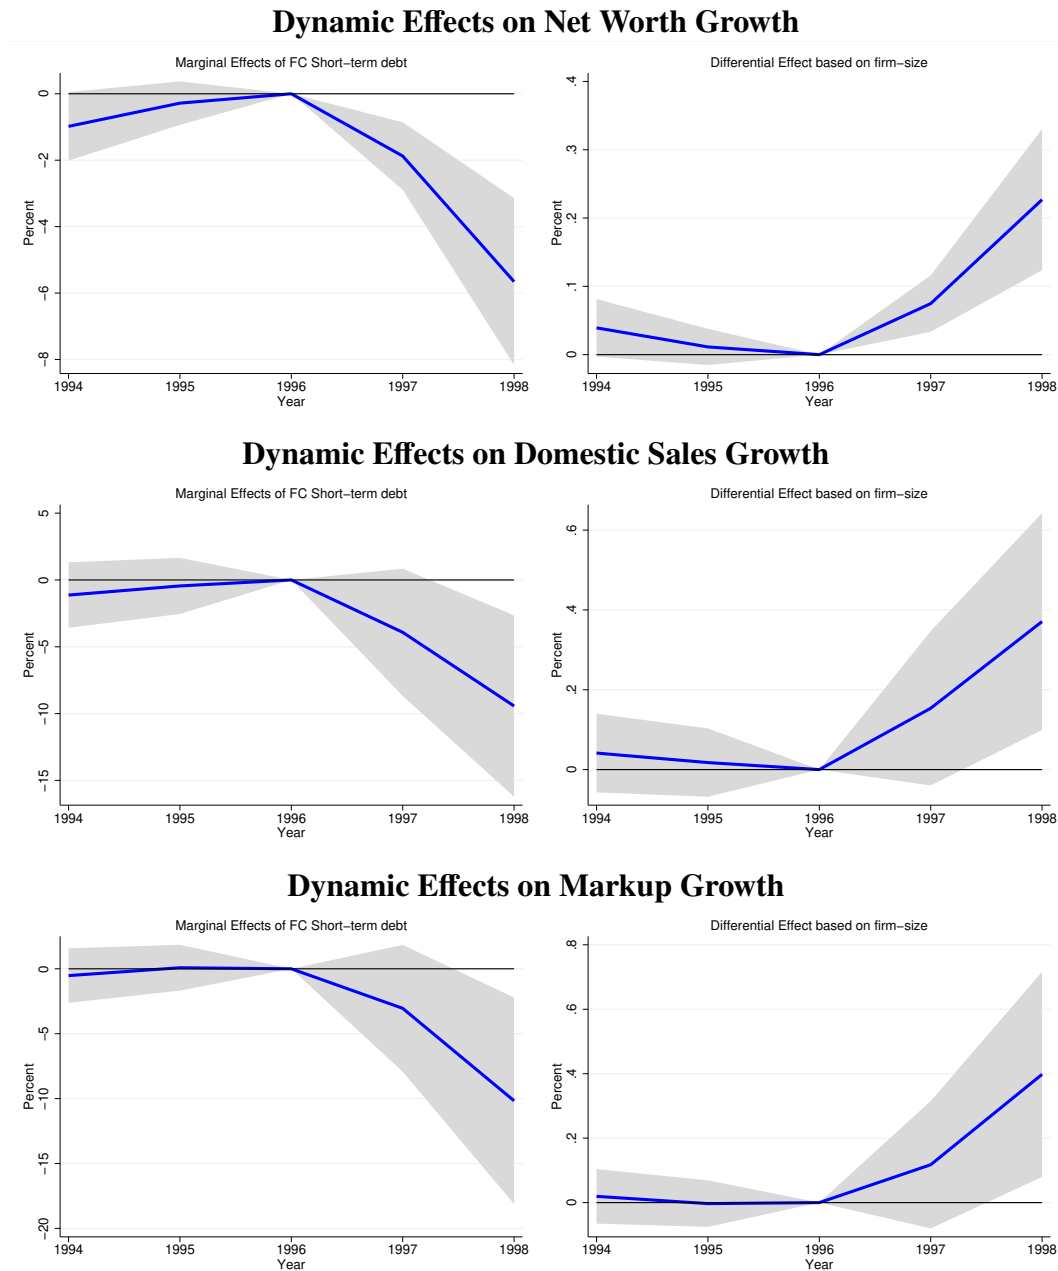 Dynamic Effects on Net Worth Growth
Marginal Effects of FC Short−term debt
Percent
0
−2
−4
−6
−8
1994 1995 1996 1997 1998
Year
Differential Effect based on firm−size
Percent
.4
.3
.2
.1
0
1994 1995 1996 1997 1998
Year
Dynamic Effects on Domestic Sales Growth
Marginal Effects of FC Short−term debt
Percent
5
0
−5
−10
−15
1994 1995 1996 1997 1998
Year
Differential Effect based on firm−size
Percent
.6
.4
.2
0
1994 1995 1996 1997 1998
Year
Dynamic Effects on Markup Growth
Marginal Effects of FC Short−term debt
Percent
0
−5
−10
−15
−20
1994 1995 1996 1997 1998
Year
Differential Effect based on firm−size
Percent
.8
.6
.4
.2
0
1994 1995 1996 1997 1998
Year